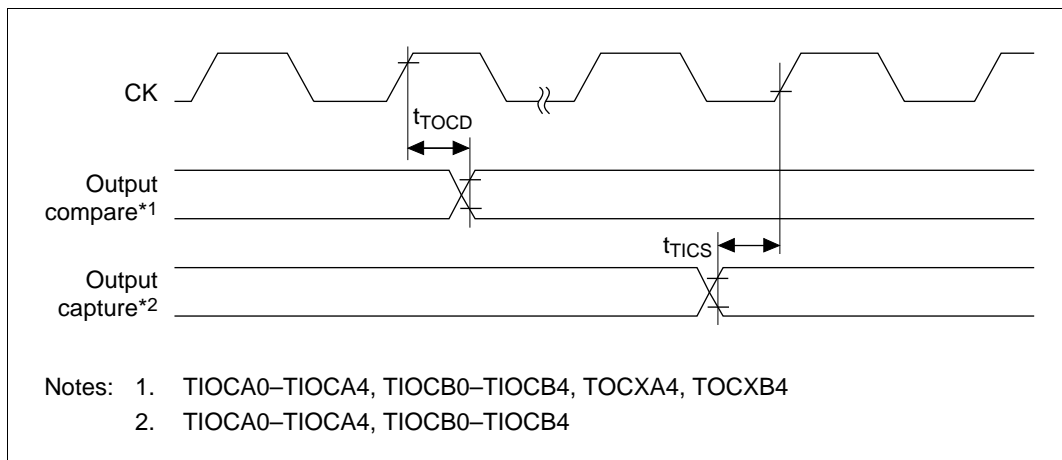 CK
tTOCD
Output
compare*1
tTICS
Output
capture*2
Notes: 1. TIOCA0–TIOCA4, TIOCB0–TIOCB4, TOCXA4, TOCXB4
2. TIOCA0–TIOCA4, TIOCB0–TIOCB4